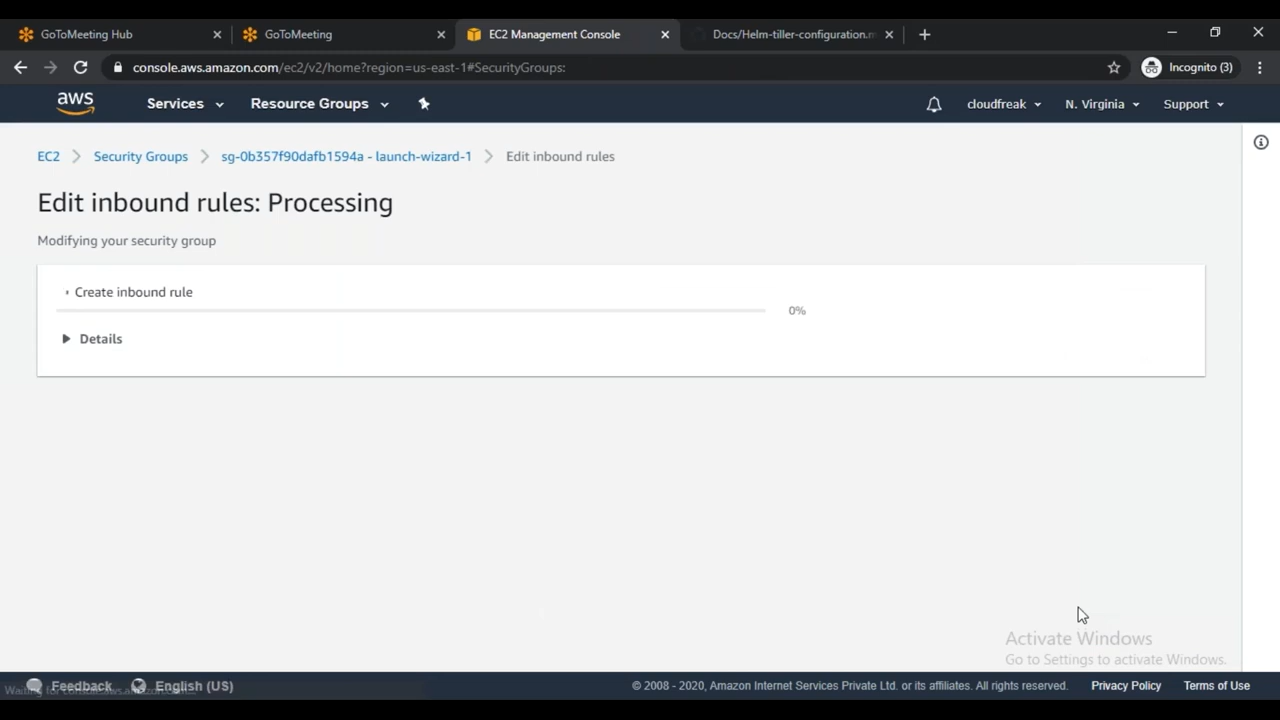 GoToMeeting Hub
GoToMeeting
EC2 Management Console
Docs/Helm-tiller-configuration.m
console.aws.amazon.com/ec2/v2/home?region=us-east-1#SecurityGroups:
Incognito (3)
aws
Services
Resource Groups
cloudfreak
N. Virginia
Support
EC2
Security Groups
sg-0b357f90dafb1594a - launch-wizard-1
Edit inbound rules
Edit inbound rules: Processing
Modifying your security group
Create inbound rule
0%
Details
Activate Windows
Go to Settings to activate Windows.
Feedback
English (US)
© 2008 - 2020, Amazon Internet Services Private Ltd. or its affiliates. All rights reserved.
Privacy Policy
Terms of Use